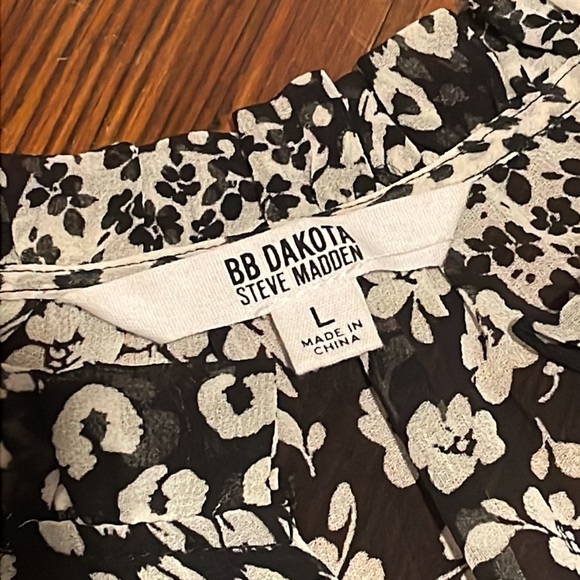 BB DAKOTA
STEVE MADDEN
L
MADE IN
CHINA